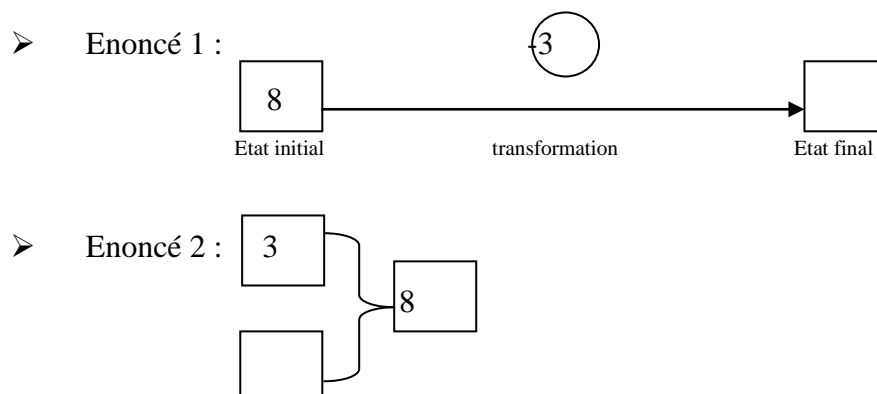 ➢ Enoncé 1 :
-3
8
Etat initial transformation Etat final
➢ Enoncé 2 : 3
8